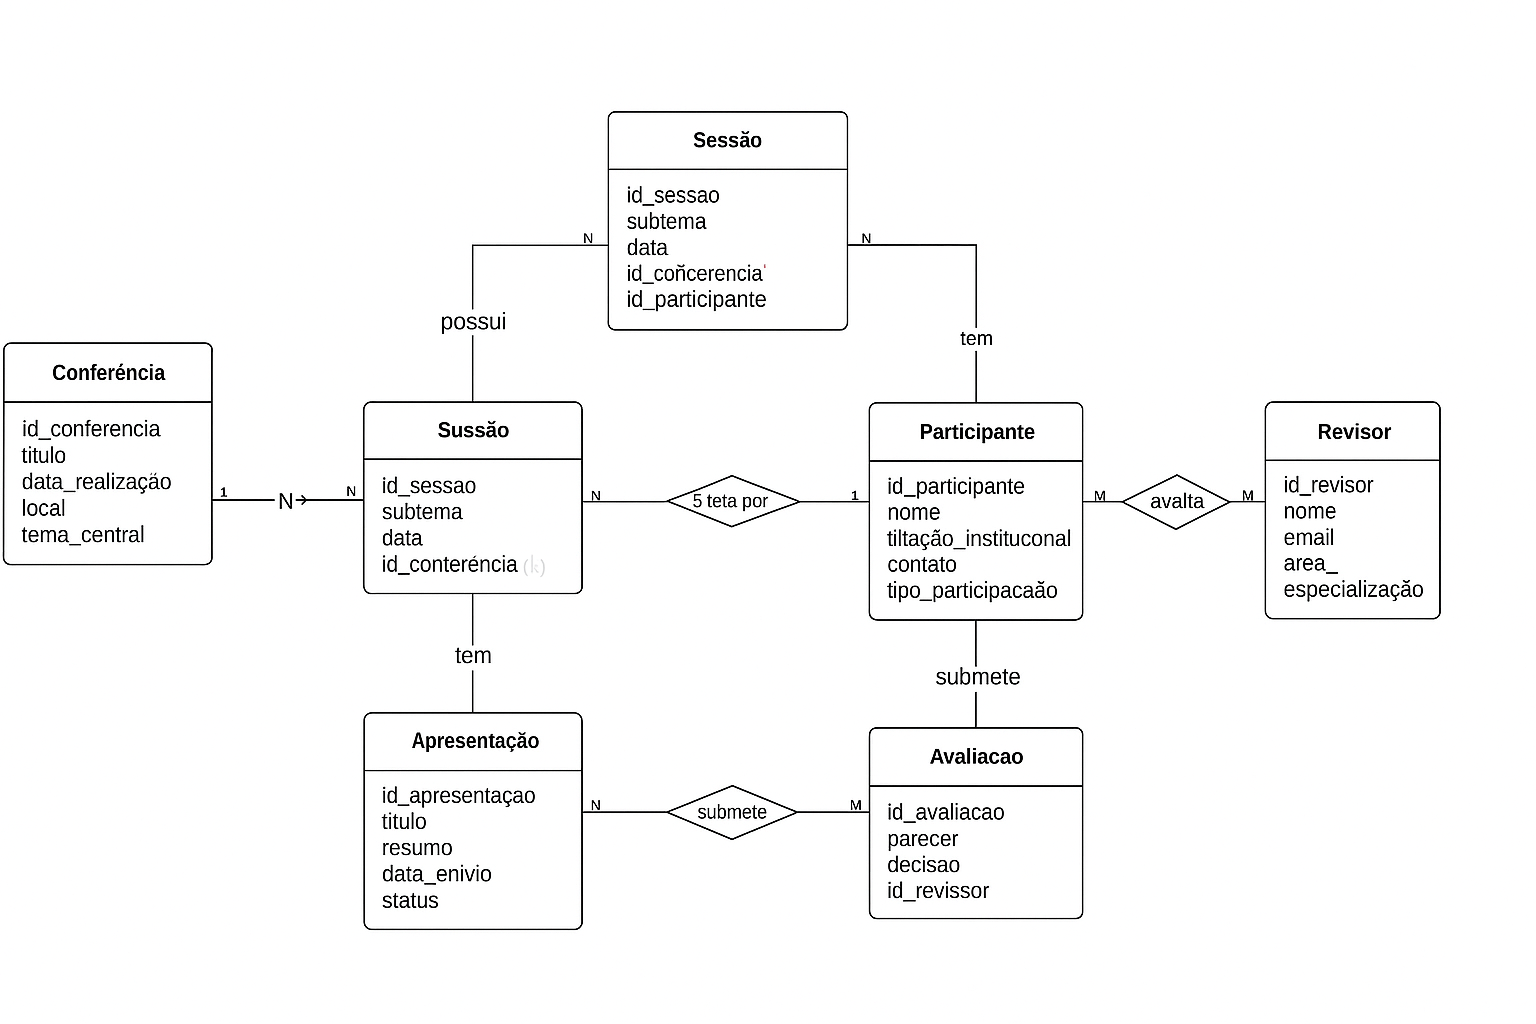 Sessão
id_sessao
subtema
data
id_coñcerencia'
id_participante
N
N
possui
tem
Conferéncia
id_conferencia
titulo
data_realização
local
tema_central
1
N
N
Sussão
id_sessao
subtema
data
id_conteréncia (k)
N
5 teta por
1
Participante
id_participante
nome
tiltação_instituconal
contato
tipo_participacaão
M
avalta
M
Revisor
id_revisor
nome
email
area_
especialização
tem
submete
Apresentação
id_apresentaçao
titulo
resumo
data_enivio
status
N
submete
M
Avaliacao
id_avaliacao
parecer
decisao
id_revissor